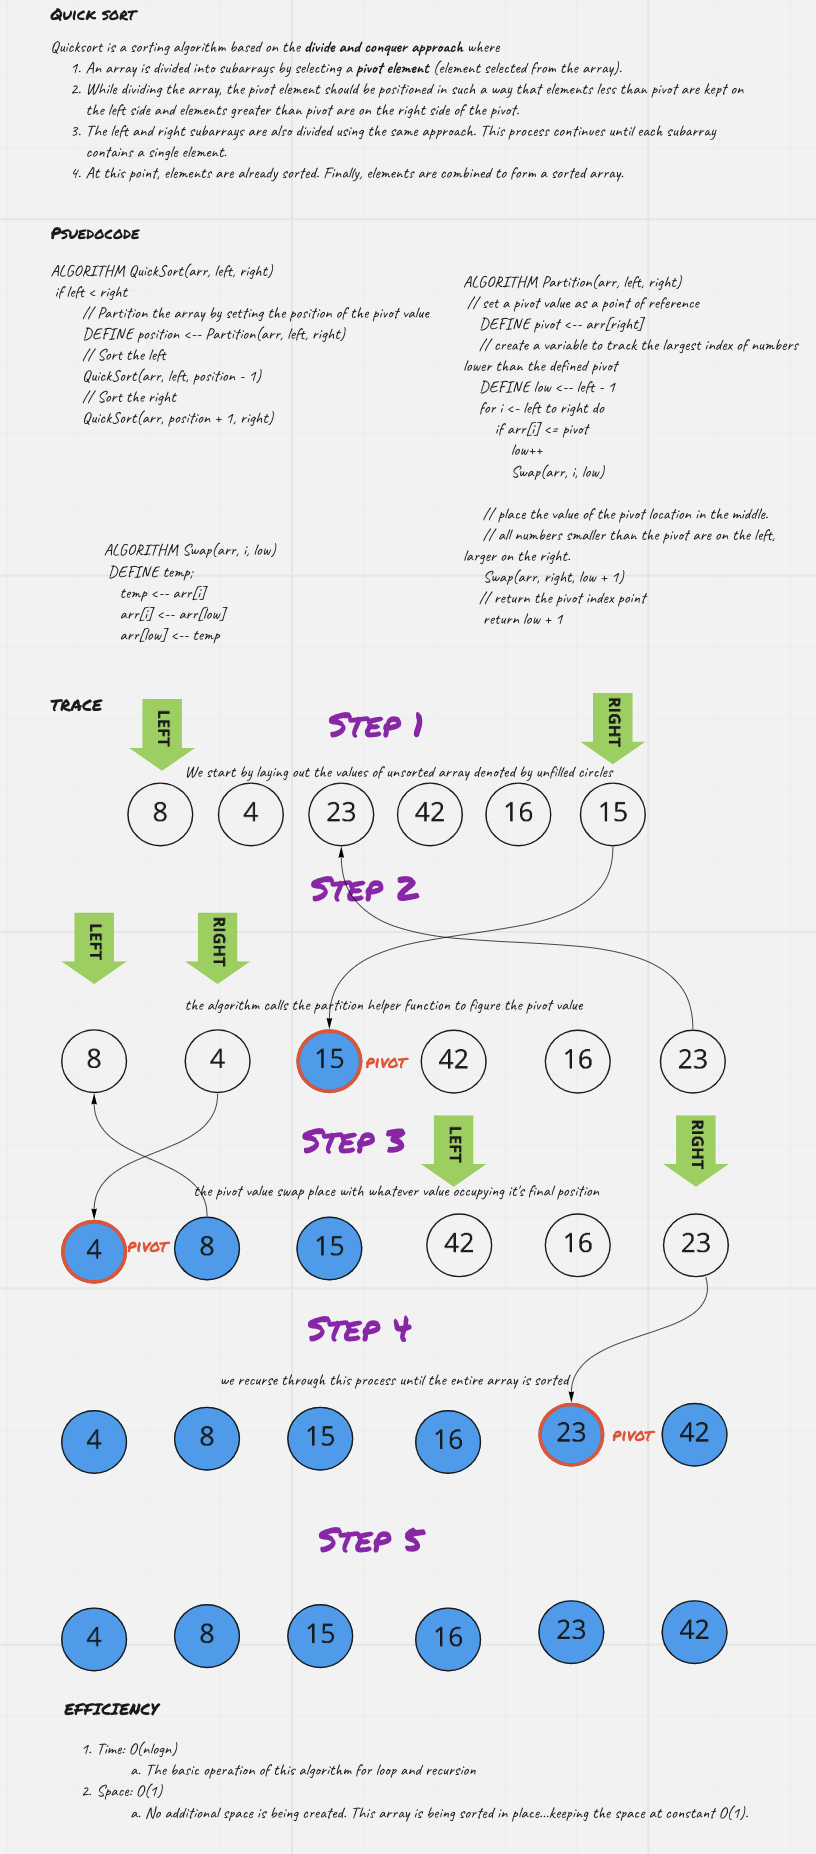 Quick sort
Quicksort is a sorting algorithm based on the divide and conquer approach where
1. An array is divided into subarrays by selecting a pivot element (element selected from the array).
2. While dividing the array, the pivot element should be positioned in such a way that elements less than pivot are kept on
the left side and elements greater than pivot are on the right side of the pivot.
3. The left and right subarrays are also divided using the same approach. This process continues until each subarray
contains a single element.
4. At this point, elements are already sorted. Finally, elements are combined to form a sorted array.
Psuedocode
ALGORITHM QuickSort(arr, left, right)
if left < right
// Partition the array by setting the position of the pivot value
DEFINE position <-- Partition(arr, left, right)
// Sort the left
QuickSort(arr, left, position - 1)
// Sort the right
QuickSort(arr, position + 1, right)
ALGORITHM Partition(arr, left, right)
// set a pivot value as a point of reference
DEFINE pivot <-- arr[right]
// create a variable to track the largest index of numbers
lower than the defined pivot
DEFINE low <-- left - 1
for i <- left to right do
if arr[i] <= pivot
low++
Swap(arr, i, low)
// place the value of the pivot location in the middle.
// all numbers smaller than the pivot are on the left,
larger on the right.
Swap(arr, right, low + 1)
// return the pivot index point
return low + 1
ALGORITHM Swap(arr, i, low)
DEFINE temp;
temp <-- arr[i]
arr[i] <-- arr[low]
arr[low] <-- temp
TRACE
LEFT
Step 1
RIGHT
We start by laying out the values of unsorted array denoted by unfilled circles
8 4 23 42 16 15
Step 2
LEFT RIGHT
the algorithm calls the partition helper function to figure the pivot value
8 4 15 PIVOT 42 16 23
Step 3
LEFT RIGHT
the pivot value swap place with whatever value occupying it's final position
4 PIVOT 8 15 42 16 23
Step 4
we recurse through this process until the entire array is sorted
4 8 15 16 23 PIVOT 42
Step 5
4 8 15 16 23 42
EFFICIENCY
1. Time: O(nlogn)
a. The basic operation of this algorithm for loop and recursion
2. Space: O(1)
a. No additional space is being created. This array is being sorted in place...keeping the space at constant O(1).